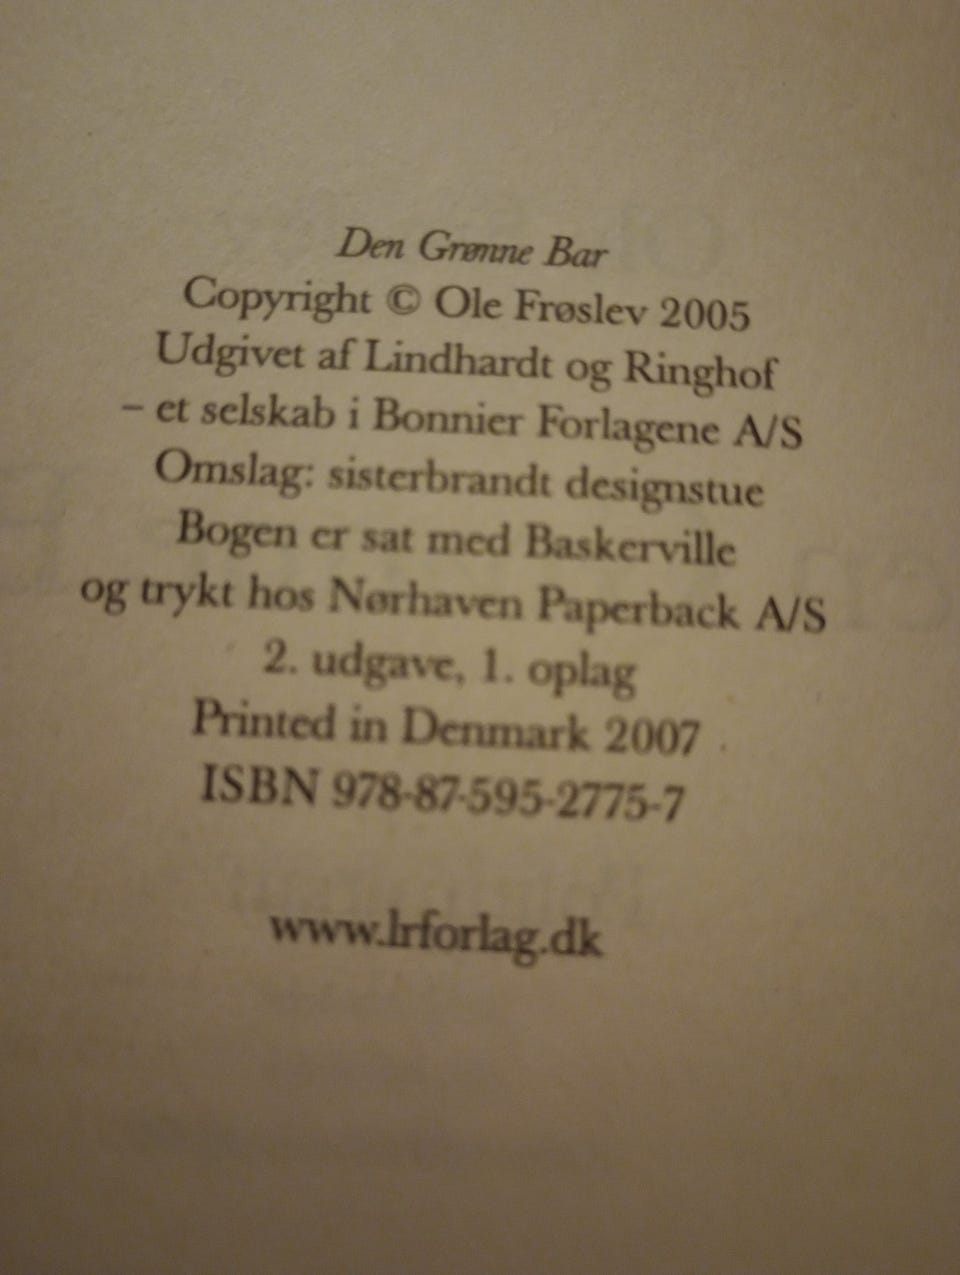 Den Grønne Bar
Copyright © Ole Frøslev 2005
Udgivet af Lindhardt og Ringhof
– et selskab i Bonnier Forlagene A/S
Omslag: sisterbrandt designstue
Bogen er sat med Baskerville
og trykt hos Nørhaven Paperback A/S
2. udgave, 1. oplag
Printed in Denmark 2007
ISBN 978-87-595-2775-7
www.lrforlag.dk